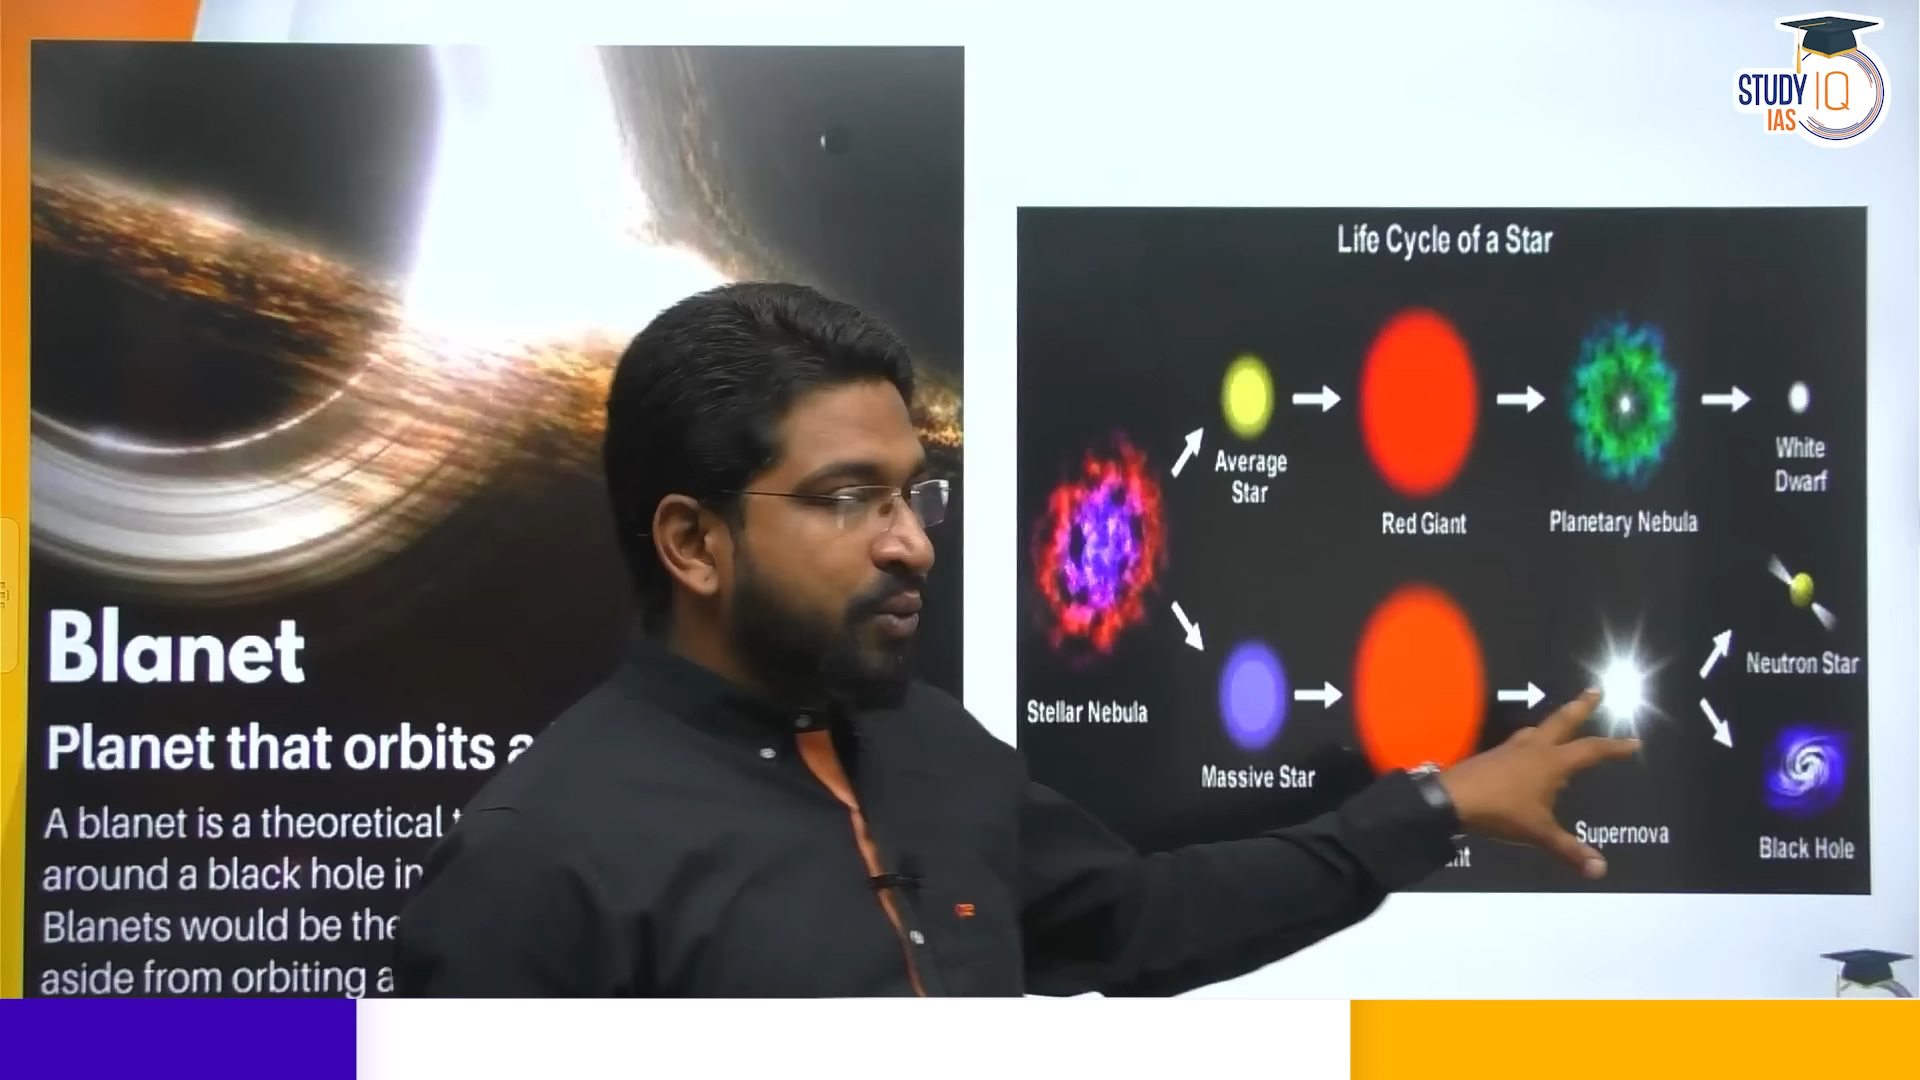 STUDY IQ
IAS
Blanet
Planet that orbits a
A blanet is a theoretical
around a black hole in
Blanets would be the
aside from orbiting a
Life Cycle of a Star
Average
Star
Red Giant
Planetary Nebula
White
Dwarf
Stellar Nebula
Massive Star
Supernova
Neutron Star
Black Hole